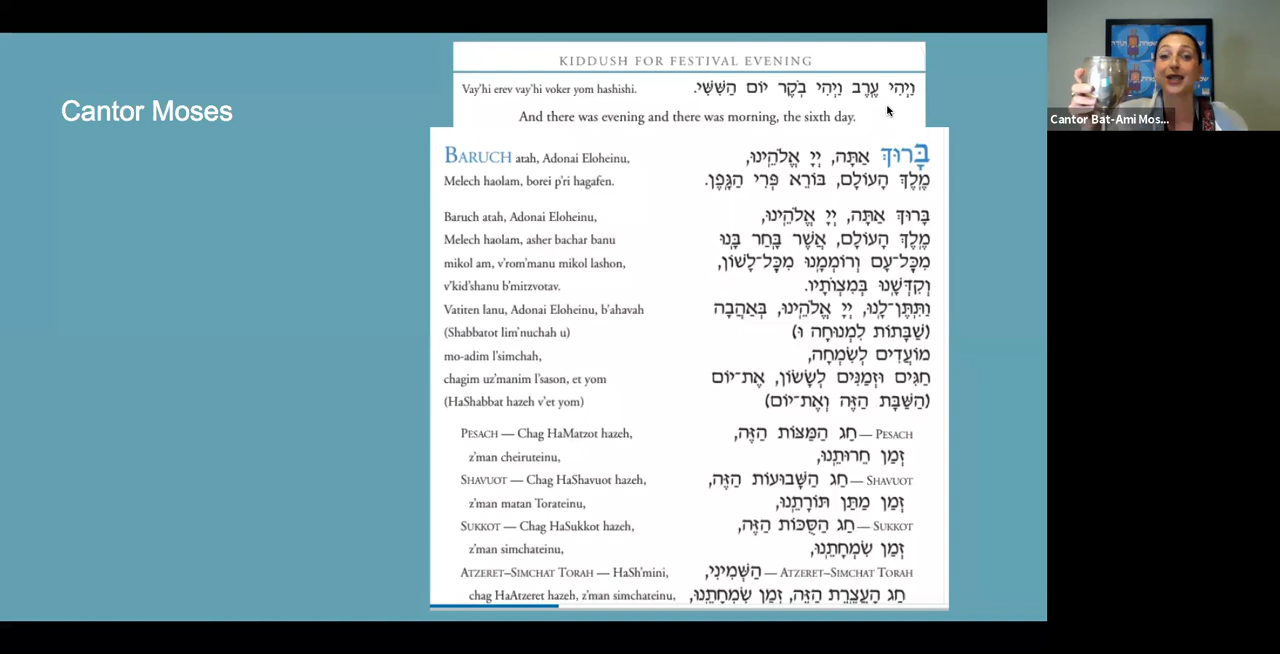 Cantor Moses
KIDDUSH FOR FESTIVAL EVENING
Vay'hi erev vay'hi voker yom hashishi.
וַיְהִי עֶֽרֶב וַיְהִי בֹֽקֶר יוֹם הַשִּׁשִּׁי.
And there was evening and there was morning, the sixth day.
BARUCH atah, Adonai Eloheinu,
Melech haolam, borei p'ri hagafen.
Baruch atah, Adonai Eloheinu,
Melech haolam, asher bachar banu
mikol am, v'rom'manu mikol lashon,
v'kid'shanu b'mitzvotav.
Vatiten lanu, Adonai Eloheinu, b'ahavah
(Shabbatot lim'nuchah u)
mo-adim l'simchah,
chagim uz'manim l'sason, et yom
(HaShabbat hazeh v'et yom)
PESACH — Chag HaMatzot hazeh,
z'man cheiruteinu,
SHAVUOT — Chag HaShavuot hazeh,
z'man matan Torateinu,
SUKKOT — Chag HaSukkot hazeh,
z'man simchateinu,
ATZERET–SIMCHAT TORAH — HaSh'mini,
chag HaAtzeret hazeh, z'man simchateinu,
בָּרוּךְ אַתָּה, יְיָ אֱלֹהֵֽינוּ,
מֶֽלֶךְ הָעוֹלָם, בּוֹרֵא פְּרִי הַגָּֽפֶן.
בָּרוּךְ אַתָּה, יְיָ אֱלֹהֵֽינוּ,
מֶֽלֶךְ הָעוֹלָם, אֲשֶׁר בָּֽחַר בָּֽנוּ
מִכׇּל־עַם וְרוֹמְמָֽנוּ מִכׇּל־לָשׁוֹן,
וְקִדְּשָֽׁנוּ בְּמִצְוֹתָיו.
וַתִּתֶּן־לָֽנוּ, יְיָ אֱלֹהֵֽינוּ, בְּאַהֲבָה
(שַׁבָּתוֹת לִמְנוּחָה וּ)
מוֹעֲדִים לְשִׂמְחָה,
חַגִּים וּזְמַנִּים לְשָׂשׂוֹן, אֶת־יוֹם
(הַשַּׁבָּת הַזֶּה וְאֶת־יוֹם)
PESACH — חַג הַמַּצּוֹת הַזֶּה,
זְמַן חֵרוּתֵֽנוּ,
SHAVUOT — חַג הַשָּׁבוּעוֹת הַזֶּה,
זְמַן מַתַּן תּוֹרָתֵֽנוּ,
SUKKOT — חַג הַסֻּכּוֹת הַזֶּה,
זְמַן שִׂמְחָתֵֽנוּ,
ATZERET–SIMCHAT TORAH — הַשְּׁמִינִי,
חַג הָעֲצֶֽרֶת הַזֶּה, זְמַן שִׂמְחָתֵֽנוּ,
Cantor Bat-Ami Mos...